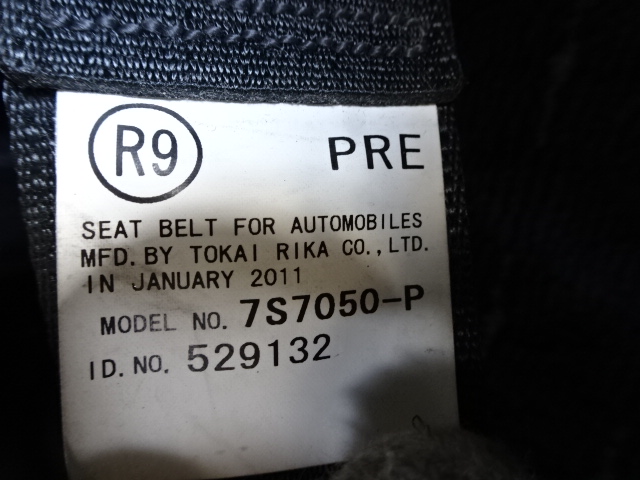 R9 PRE
SEAT BELT FOR AUTOMOBILES
MFD. BY TOKAI RIKA CO., LTD.
IN JANUARY 2011
MODEL NO. 7S7050-P
ID. NO. 529132